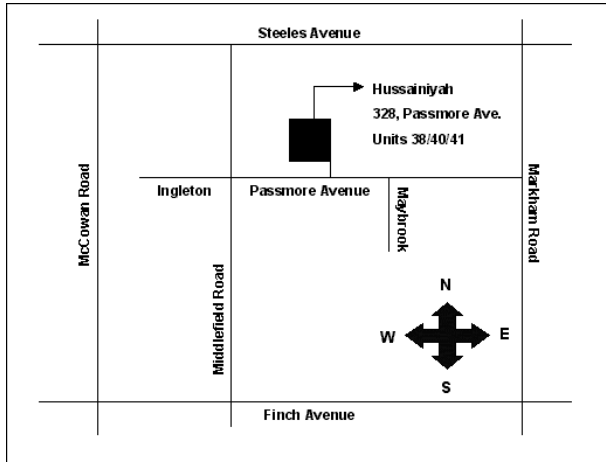 Steeles Avenue
Hussainiyah
328, Passmore Ave.
Units 38/40/41
McCowan Road
Ingleton
Passmore Avenue
Maybrook
Markham Road
Middlefield Road
N
W
E
S
Finch Avenue